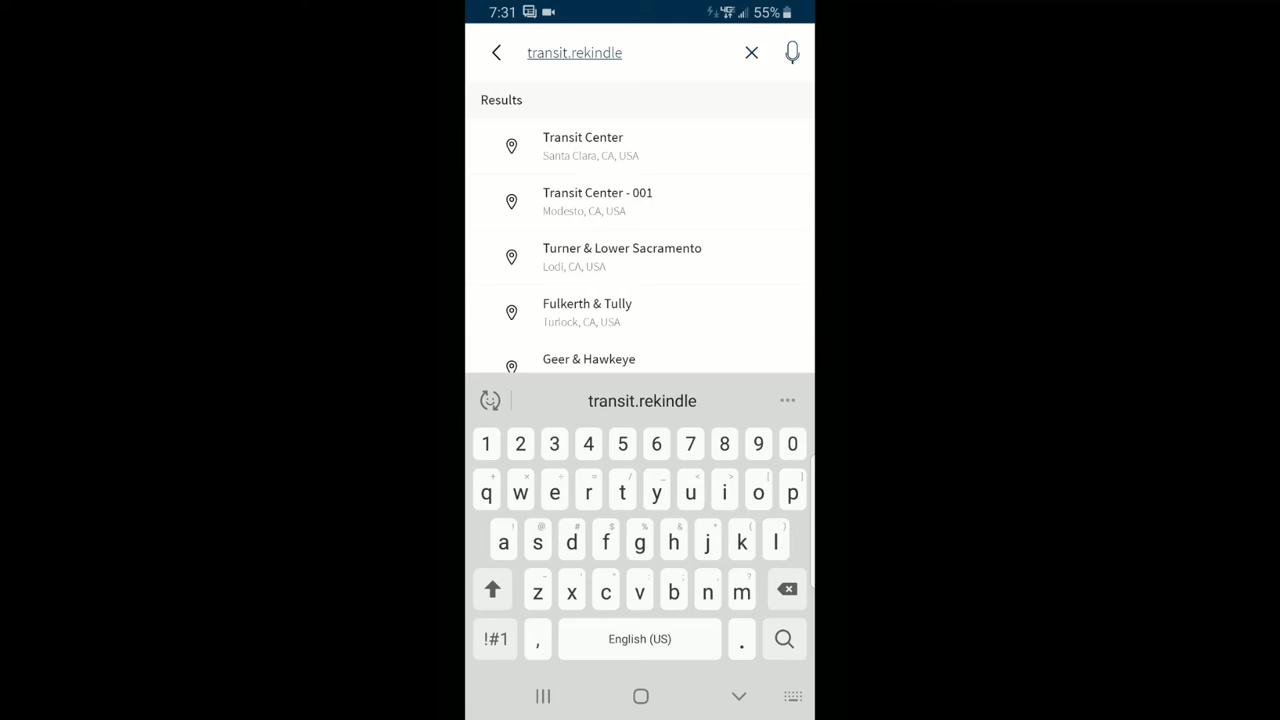 7:31 55%
transit.rekindle
Results
Transit Center
Santa Clara, CA, USA
Transit Center - 001
Modesto, CA, USA
Turner & Lower Sacramento
Lodi, CA, USA
Fulkerth & Tully
Turlock, CA, USA
Geer & Hawkeye
transit.rekindle
1 2 3 4 5 6 7 8 9 0
q w e r t y u i o p
a s d f g h j k l
z x c v b n m
!#1 , English (US) .